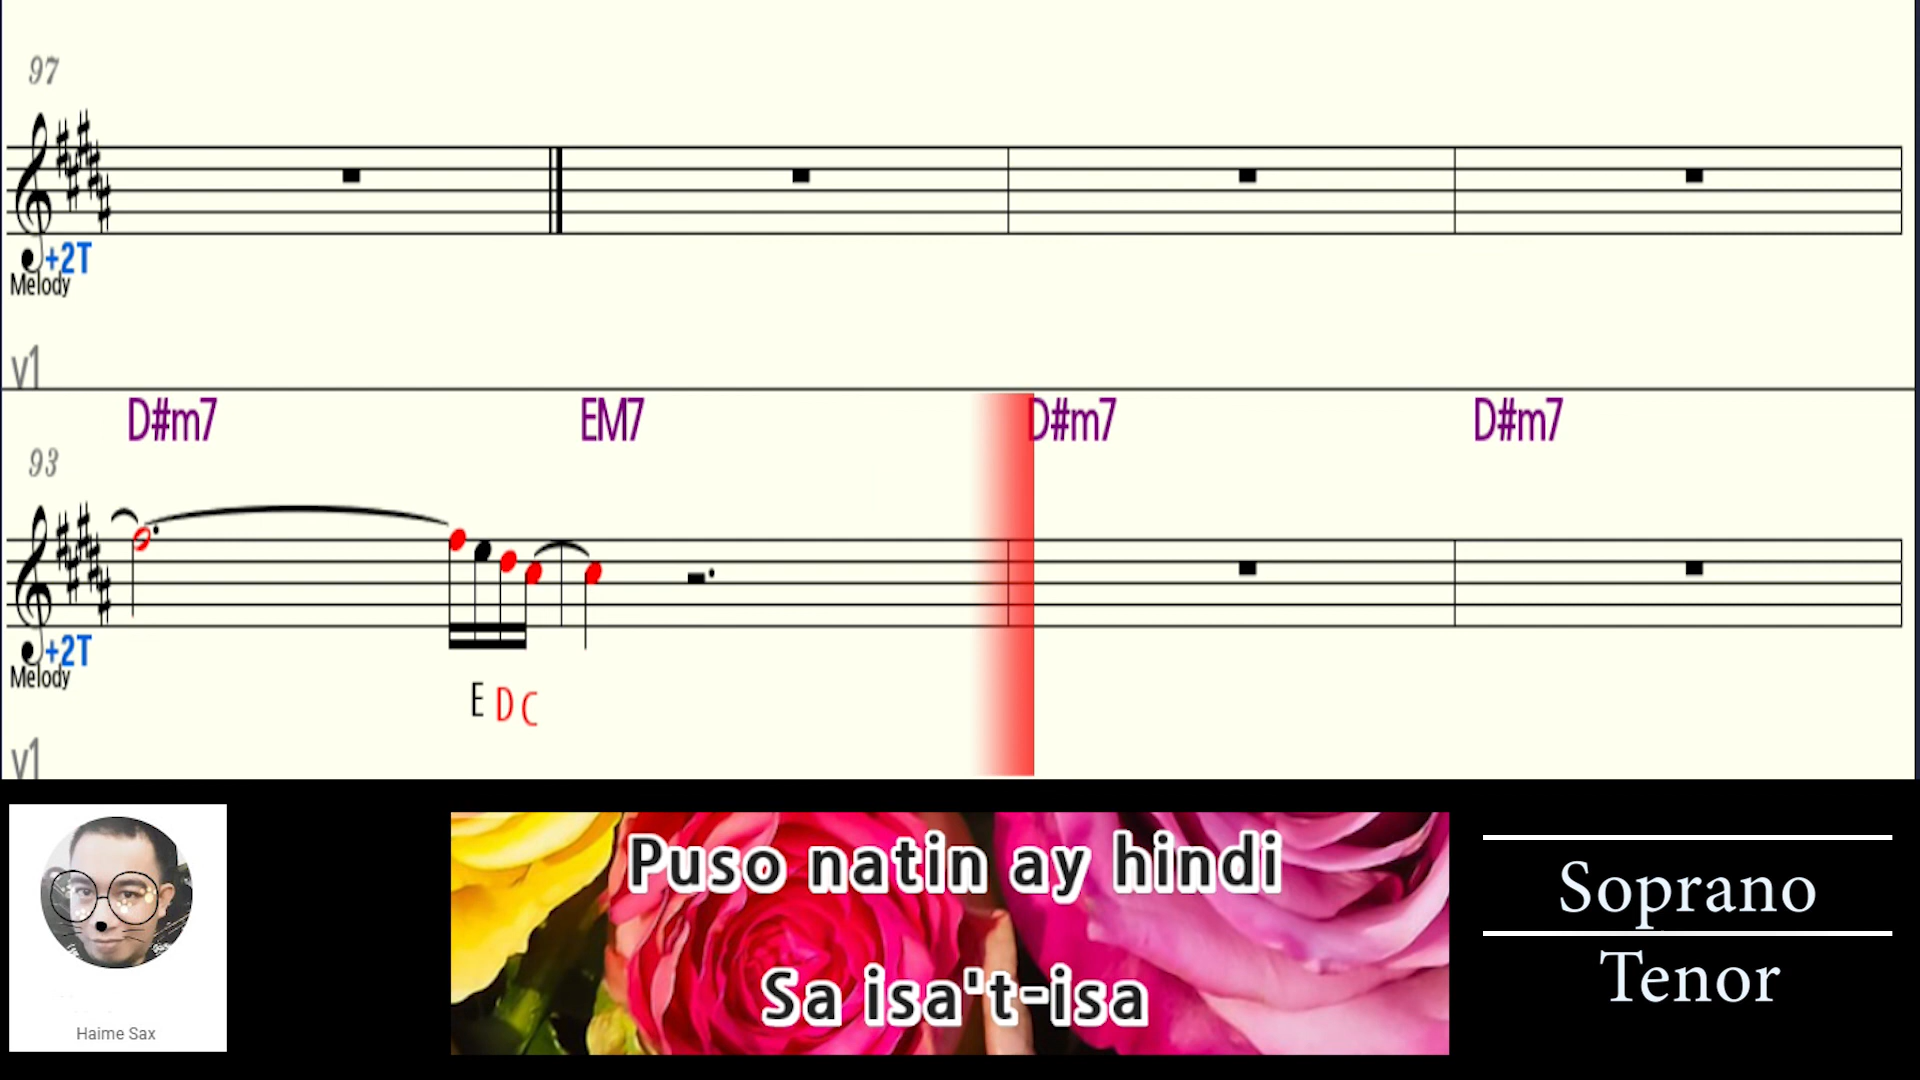 97
+2T
Melody
v1
D#m7 EM7 D#m7 D#m7
93
+2T
Melody
E D C
v1
Haime Sax
Puso natin ay hindi
Sa isa't-isa
Soprano
Tenor